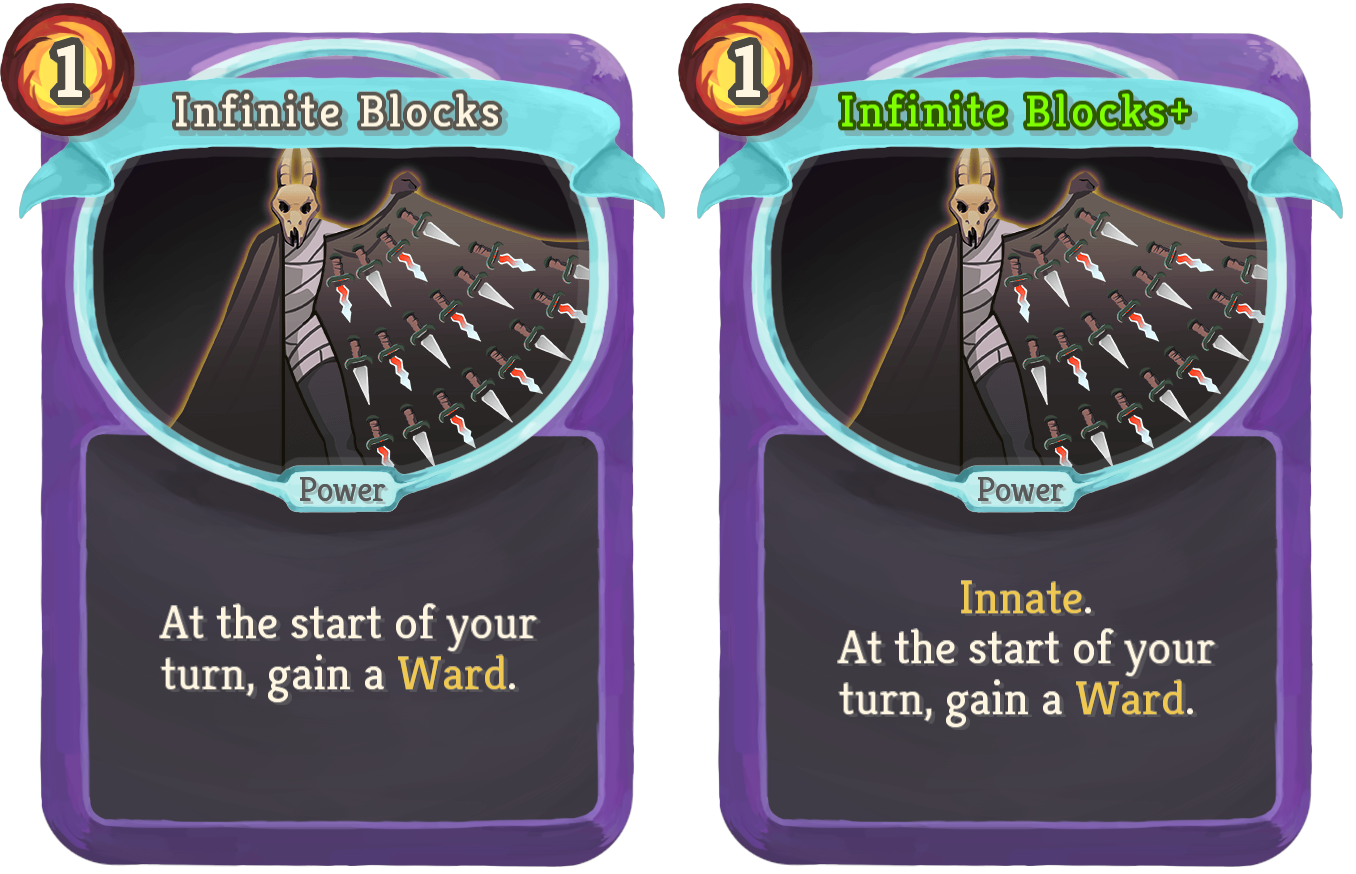 1
Infinite Blocks
Power
At the start of your
turn, gain a Ward.
1
Infinite Blocks+
Power
Innate.
At the start of your
turn, gain a Ward.